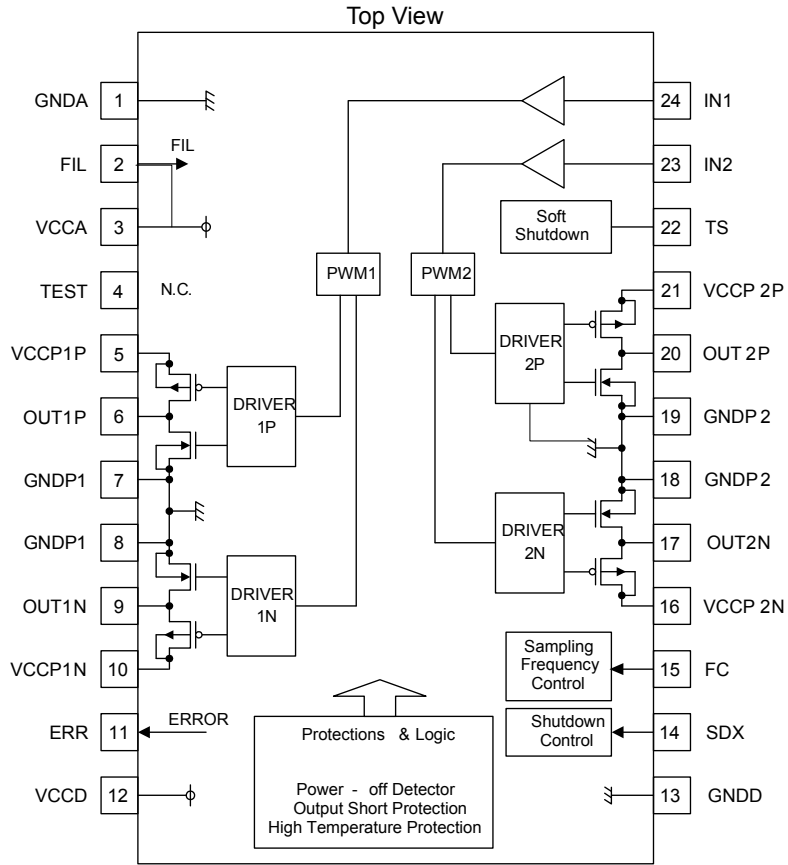 Top View
GNDA 1
24 IN1
FIL 2
FIL
23 IN2
VCCA 3
Soft
Shutdown
22 TS
PWM1
PWM2
TEST 4
N.C.
21 VCCP 2P
VCCP1P 5
DRIVER
2P
20 OUT 2P
OUT1P 6
DRIVER
1P
19 GNDP 2
GNDP1 7
18 GNDP 2
GNDP1 8
DRIVER
2N
17 OUT2N
OUT1N 9
DRIVER
1N
16 VCCP 2N
VCCP1N 10
Sampling
Frequency
Control
15 FC
ERR 11
ERROR
Protections & Logic
Shutdown
Control
14 SDX
VCCD 12
Power - off Detector
Output Short Protection
High Temperature Protection
13 GNDD